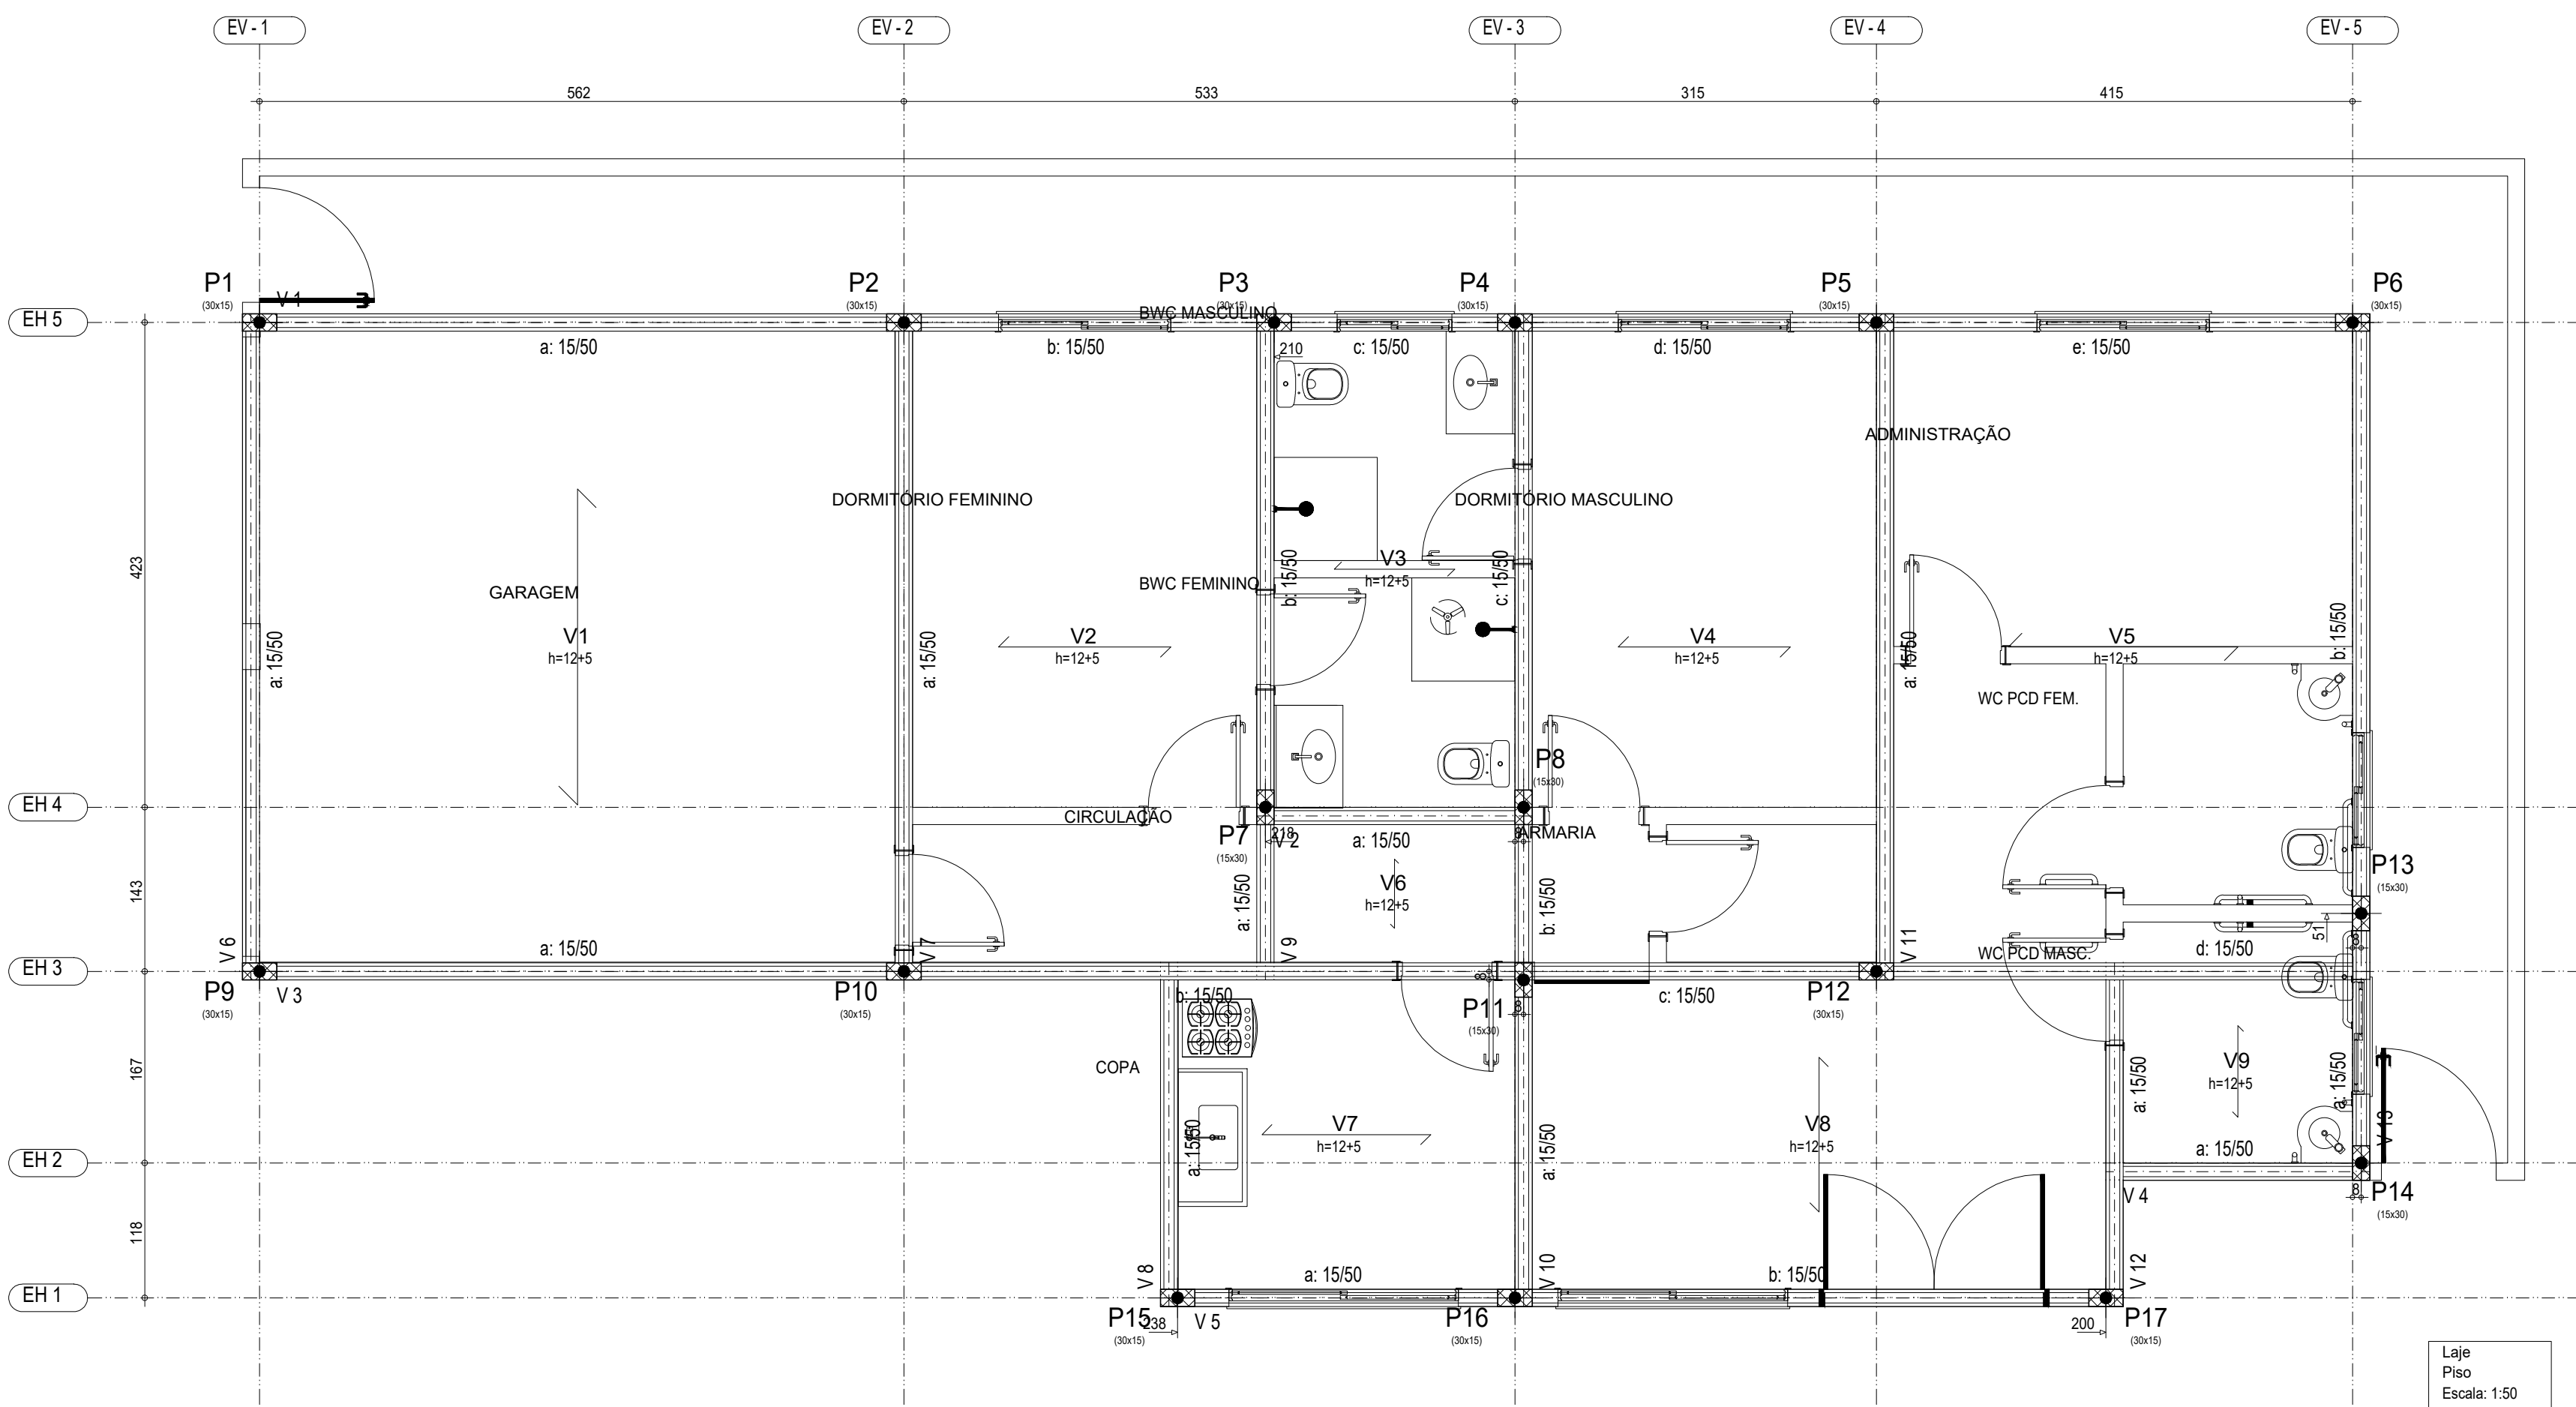 EV - 1
EV - 2
EV - 3
EV - 4
EV - 5
562
533
315
415
P1
(30x15)
V 1
P2
(30x15)
P3
(30x15)
BWC MASCULINO
P4
(30x15)
P5
(30x15)
P6
(30x15)
EH 5
a: 15/50
b: 15/50
210
c: 15/50
d: 15/50
e: 15/50
ADMINISTRAÇÃO
DORMITÓRIO FEMININO
DORMITÓRIO MASCULINO
423
GARAGEM
BWC FEMININO
b: 15/50
V3
h=12+5
c: 15/50
V1
h=12+5
a: 15/50
a: 15/50
V2
h=12+5
V4
h=12+5
a: 15/50
V5
h=12+5
b: 15/50
WC PCD FEM.
P8
(15x30)
EH 4
CIRCULAÇÃO
P7
(15x30)
218
V 2
a: 15/50
8
ARMARIA
143
a: 15/50
V6
h=12+5
b: 15/50
P13
(15x30)
51
8
V 6
a: 15/50
V 7
V 9
8
V 11
WC PCD MASC.
d: 15/50
EH 3
P9
(30x15)
V 3
P10
(30x15)
b: 15/50
P11
(15x30)
8
c: 15/50
P12
(30x15)
167
COPA
a: 15/50
V7
h=12+5
a: 15/50
V8
h=12+5
a: 15/50
V9
h=12+5
a: 15/50
V 13
EH 2
a: 15/50
V 4
8
P14
(15x30)
118
V 8
a: 15/50
V 10
b: 15/50
V 12
EH 1
P15
(30x15)
238
V 5
P16
(30x15)
200
P17
(30x15)
Laje
Piso
Escala: 1:50